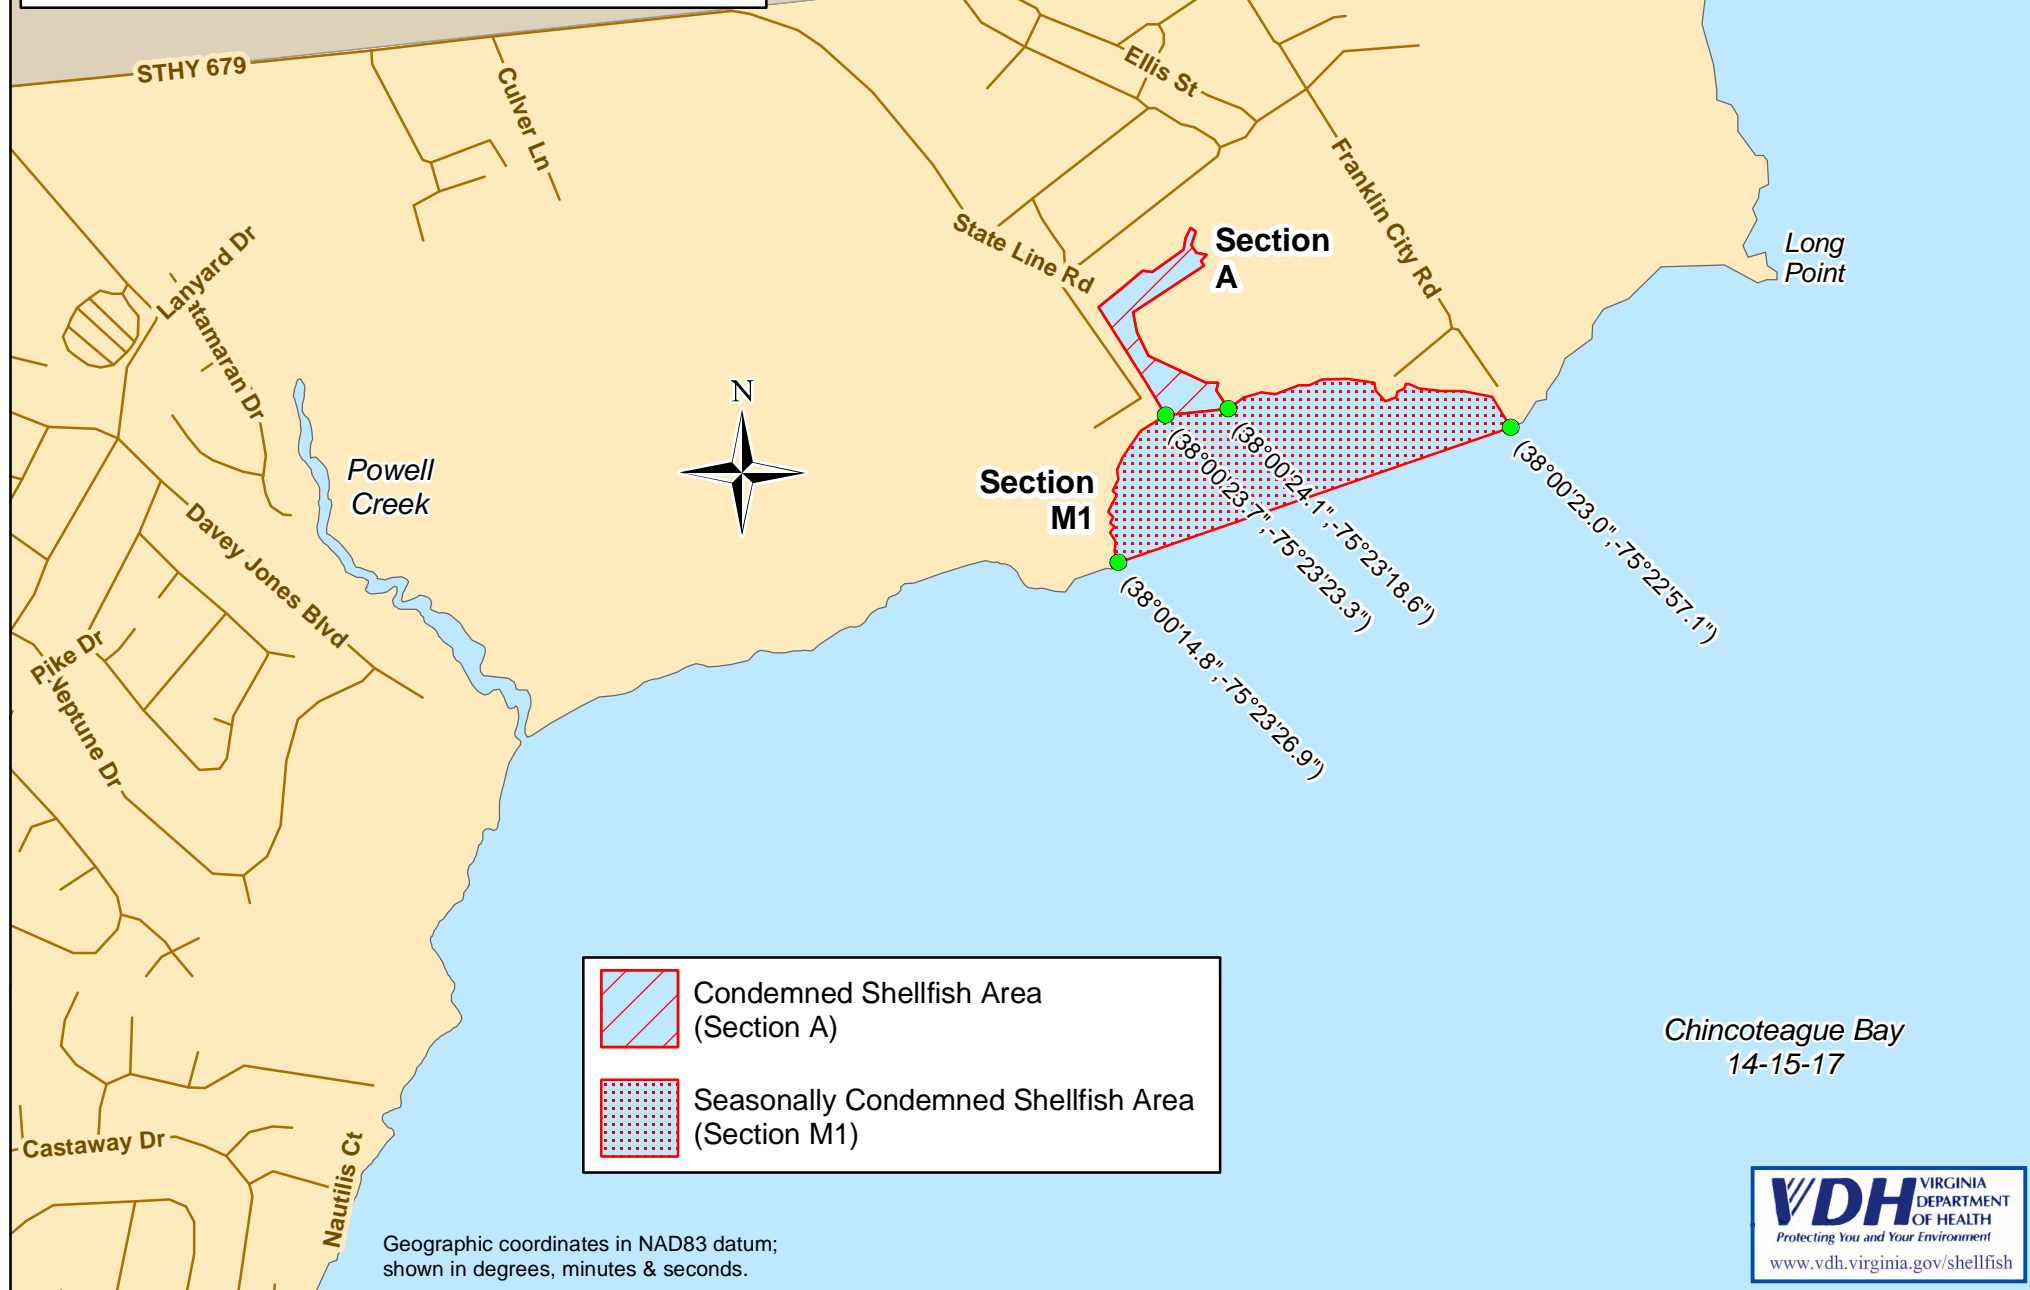 STHY 679
Culver Ln
Ellis St
Franklin City Rd
State Line Rd
Section
A
Long
Point
Lanyard Dr
tamaran Dr
N
Powell
Creek
Section
M1
(38°00'23.7",-75°23'23.3")
(38°00'24.1",-75°23'18.6")
(38°00'23.0",-75°22'57.1")
(38°00'14.8",-75°23'26.9")
Davey Jones Blvd
Pike Dr
Neptune Dr
Condemned Shellfish Area
(Section A)
Seasonally Condemned Shellfish Area
(Section M1)
Chincoteague Bay
14-15-17
Castaway Dr
Nautilis Ct
Geographic coordinates in NAD83 datum;
shown in degrees, minutes & seconds.
VDH VIRGINIA
DEPARTMENT
OF HEALTH
Protecting You and Your Environment
www.vdh.virginia.gov/shellfish